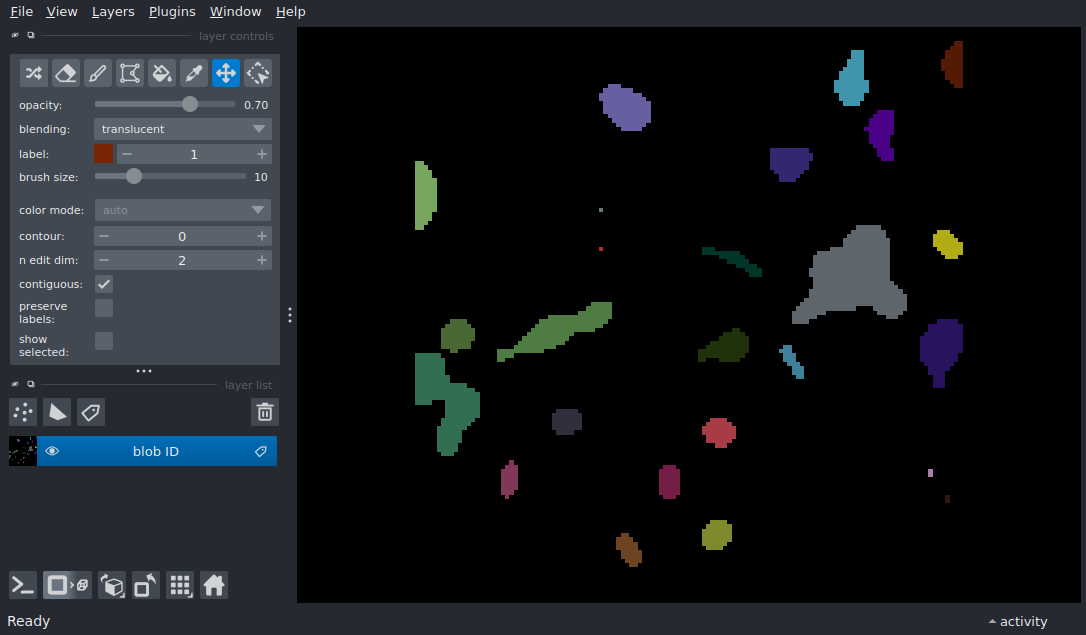 File View Layers Plugins Window Help
layer controls
opacity: 0.70
blending: translucent
label: 1
brush size: 10
color mode: auto
contour: 0
n edit dim: 2
contiguous:
preserve
labels:
show
selected:
layer list
blob ID
Ready
activity